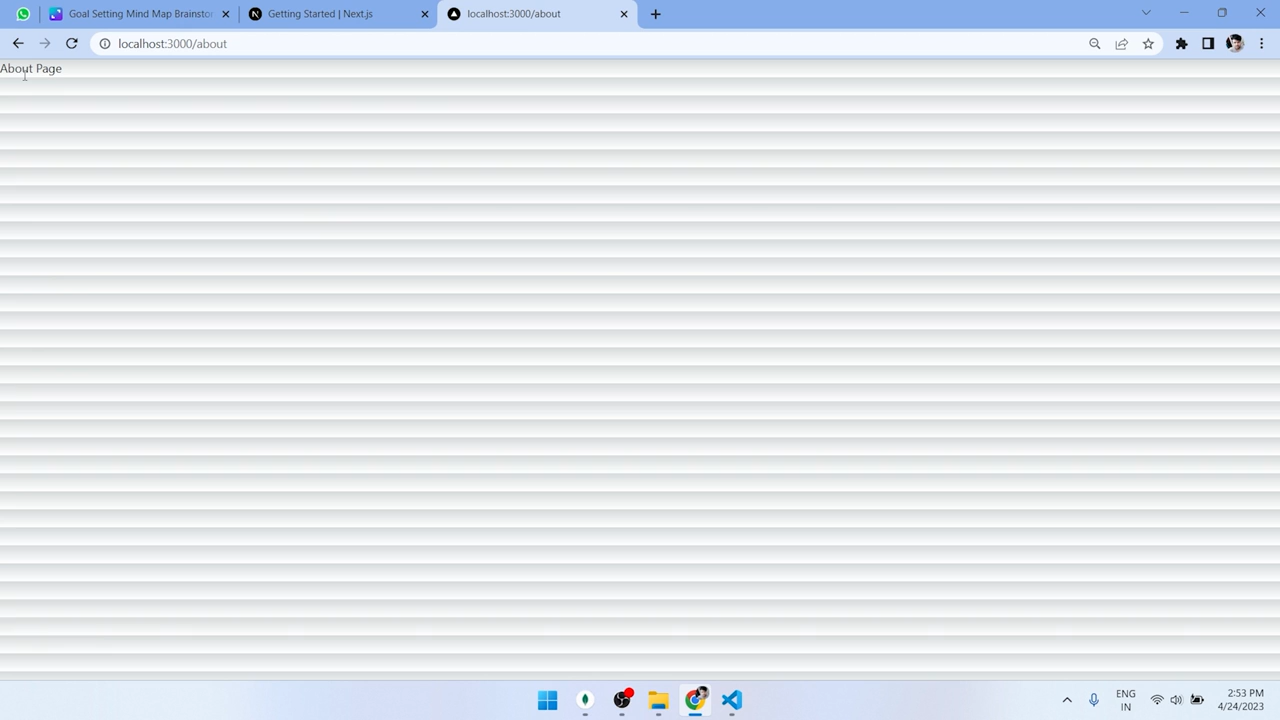 Goal Setting Mind Map Brainstor
Getting Started | Next.js
localhost:3000/about
localhost:3000/about
About Page
ENG
IN
2:53 PM
4/24/2023